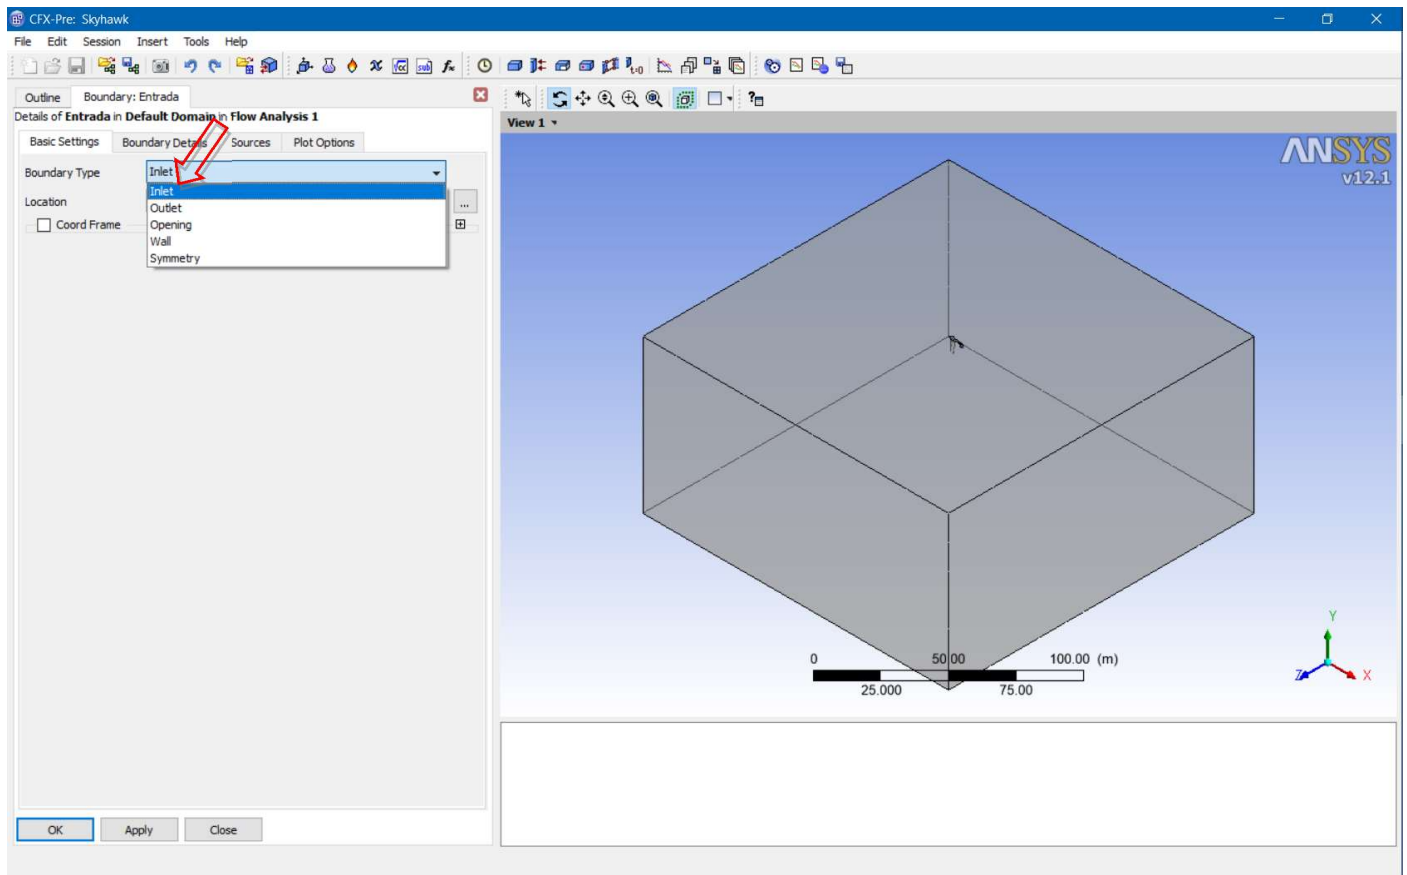 CFX-Pre: Skyhawk
File Edit Session Insert Tools Help
Outline Boundary: Entrada
Details of Entrada in Default Domain in Flow Analysis 1
Basic Settings Boundary Details Sources Plot Options
Boundary Type Inlet
Inlet
Location
Outlet
Coord Frame
Opening
Wall
Symmetry
OK Apply Close
View 1
ANSYS
v12.1
0 50.00 100.00 (m)
25.000 75.00
Y
Z X